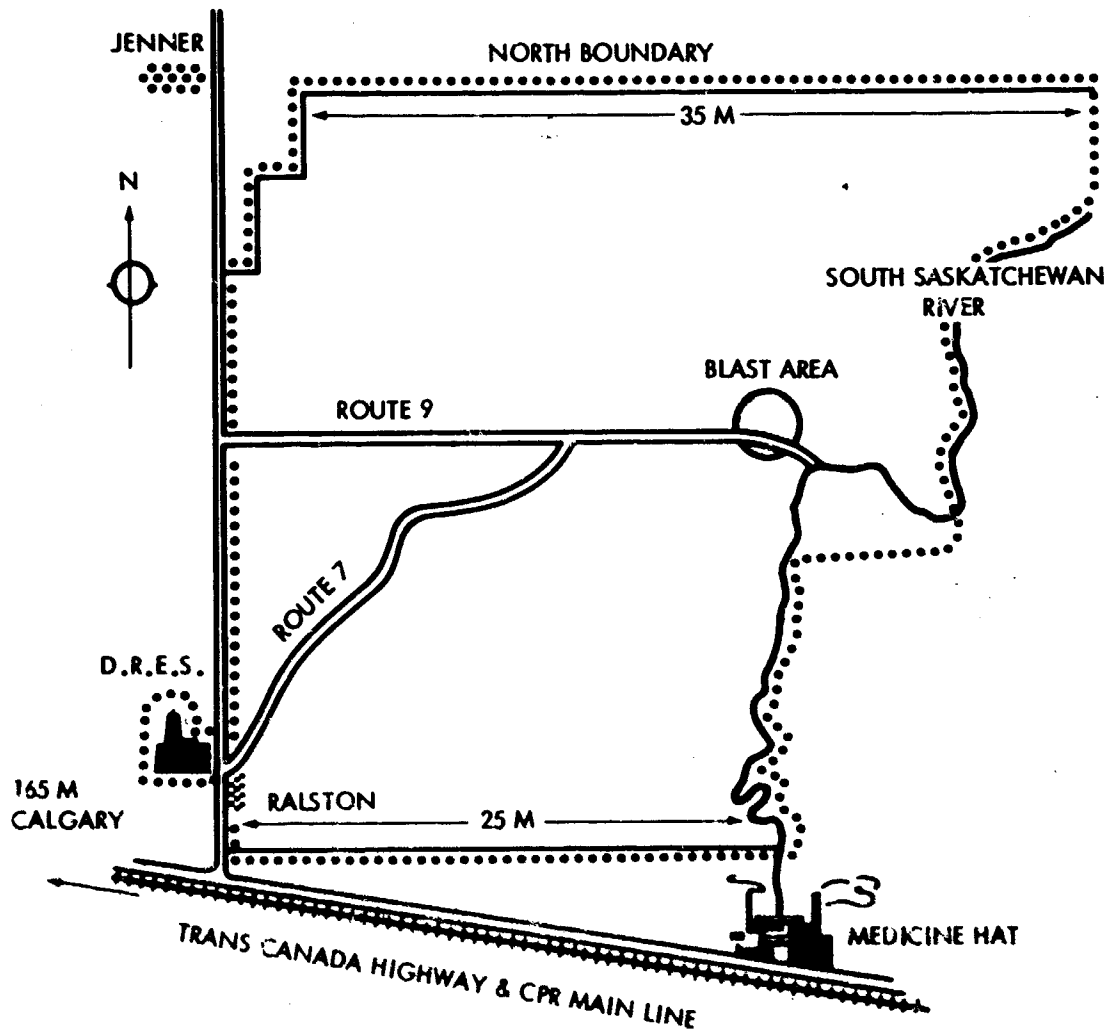 JENNER
NORTH BOUNDARY
35 M
N
SOUTH SASKATCHEWAN
RIVER
BLAST AREA
ROUTE 9
ROUTE 7
D.R.E.S.
165 M
CALGARY
RALSTON
25 M
MEDICINE HAT
TRANS CANADA HIGHWAY & CPR MAIN LINE